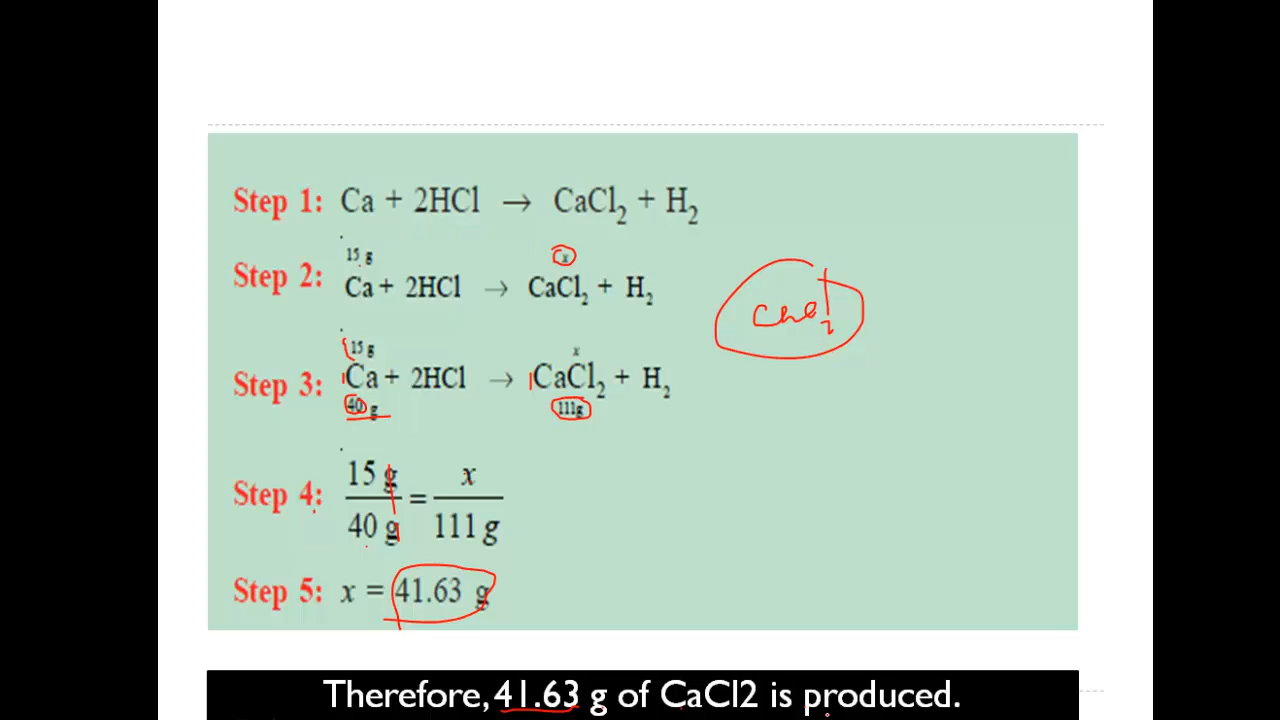 Step 1: Ca + 2HCl → CaCl₂ + H₂
15 g x
Step 2: Ca + 2HCl → CaCl₂ + H₂
15 g x
Step 3: Ca + 2HCl → CaCl₂ + H₂
40 g 111g
Step 4: 15 g / 40 g = x / 111 g
Step 5: x = 41.63 g
Therefore, 41.63 g of CaCl2 is produced.